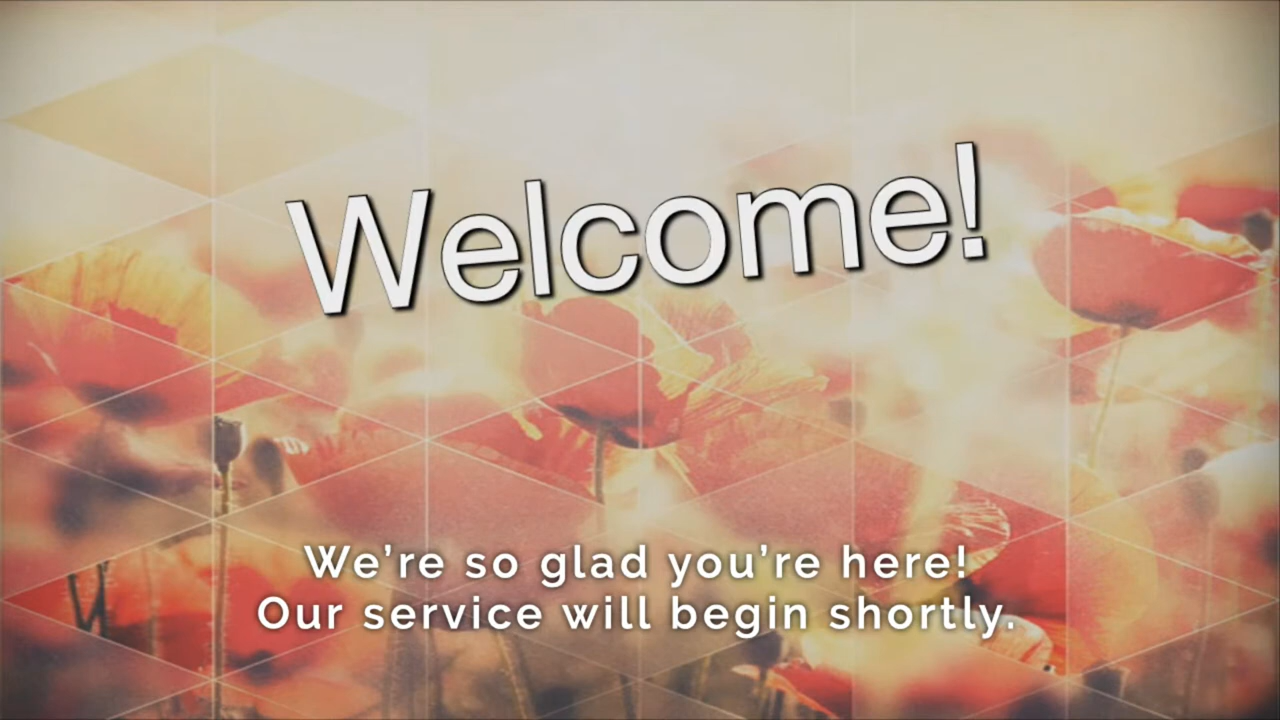 Welcome!
We’re so glad you’re here!
Our service will begin shortly.